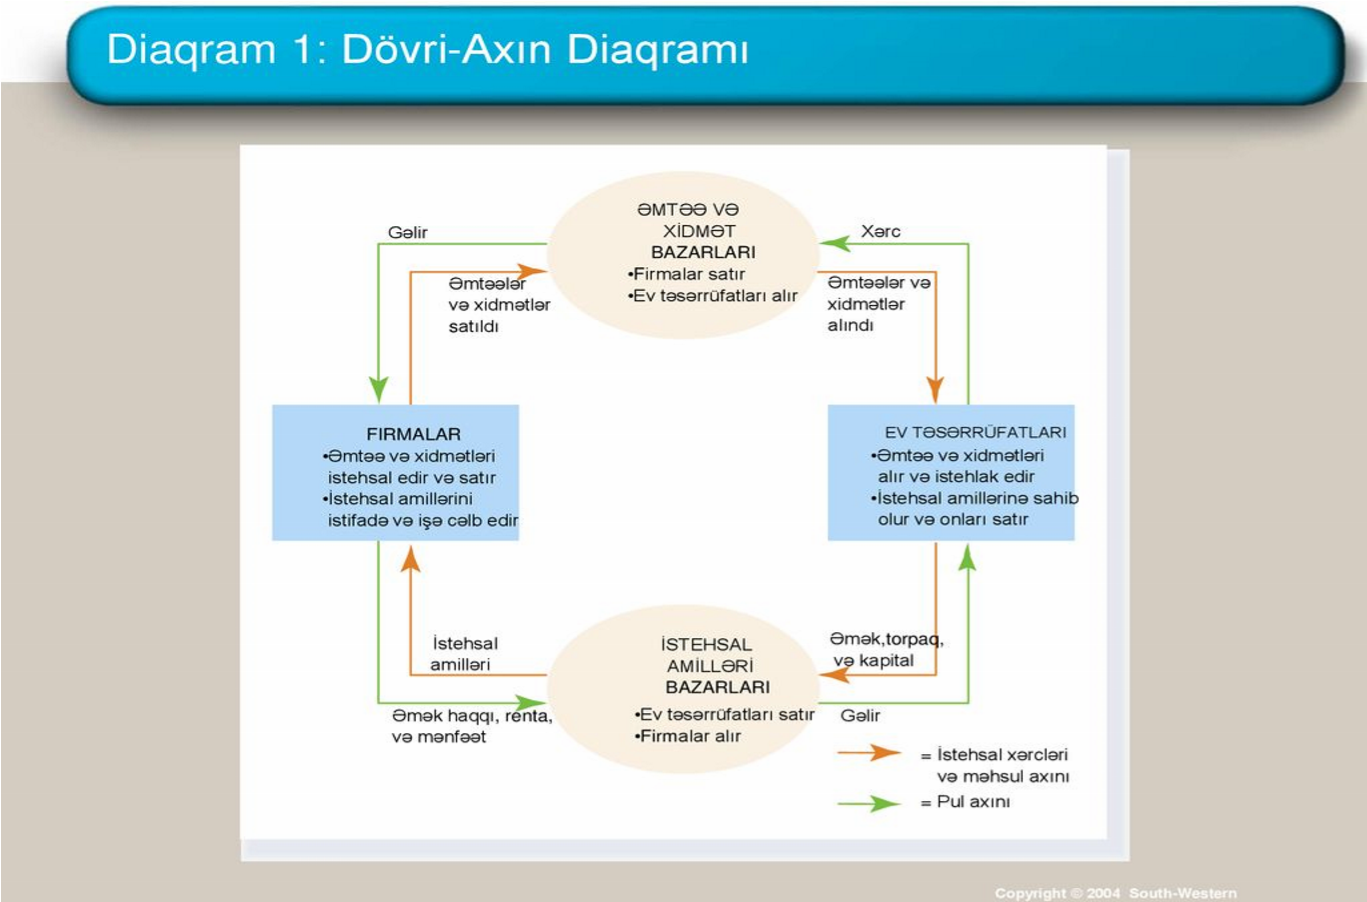 Diaqram 1: Dövri-Axın Diaqramı
ƏMTƏƏ VƏ
XİDMƏT
BAZARLARI
•Firmalar satır
•Ev təsərrüfatları alır
Gəlir
Əmtəələr
və xidmətlər
satıldı
Xərc
Əmtəələr və
xidmətlər
alındı
FIRMALAR
•Əmtəə və xidmətləri
istehsal edir və satır
•İstehsal amillərini
istifadə və işə cəlb edir
EV TƏSƏRRÜFATLARI
•Əmtəə və xidmətləri
alır və istehlak edir
•İstehsal amillərinə sahib
olur və onları satır
İstehsal
amilləri
Əmək haqqı, renta,
və mənfəət
İSTEHSAL
AMİLLƏRİ
BAZARLARI
•Ev təsərrüfatları satır
•Firmalar alır
Əmək,torpaq,
və kapital
Gəlir
= İstehsal xərcləri
və məhsul axını
= Pul axını
Copyright © 2004 South-Western